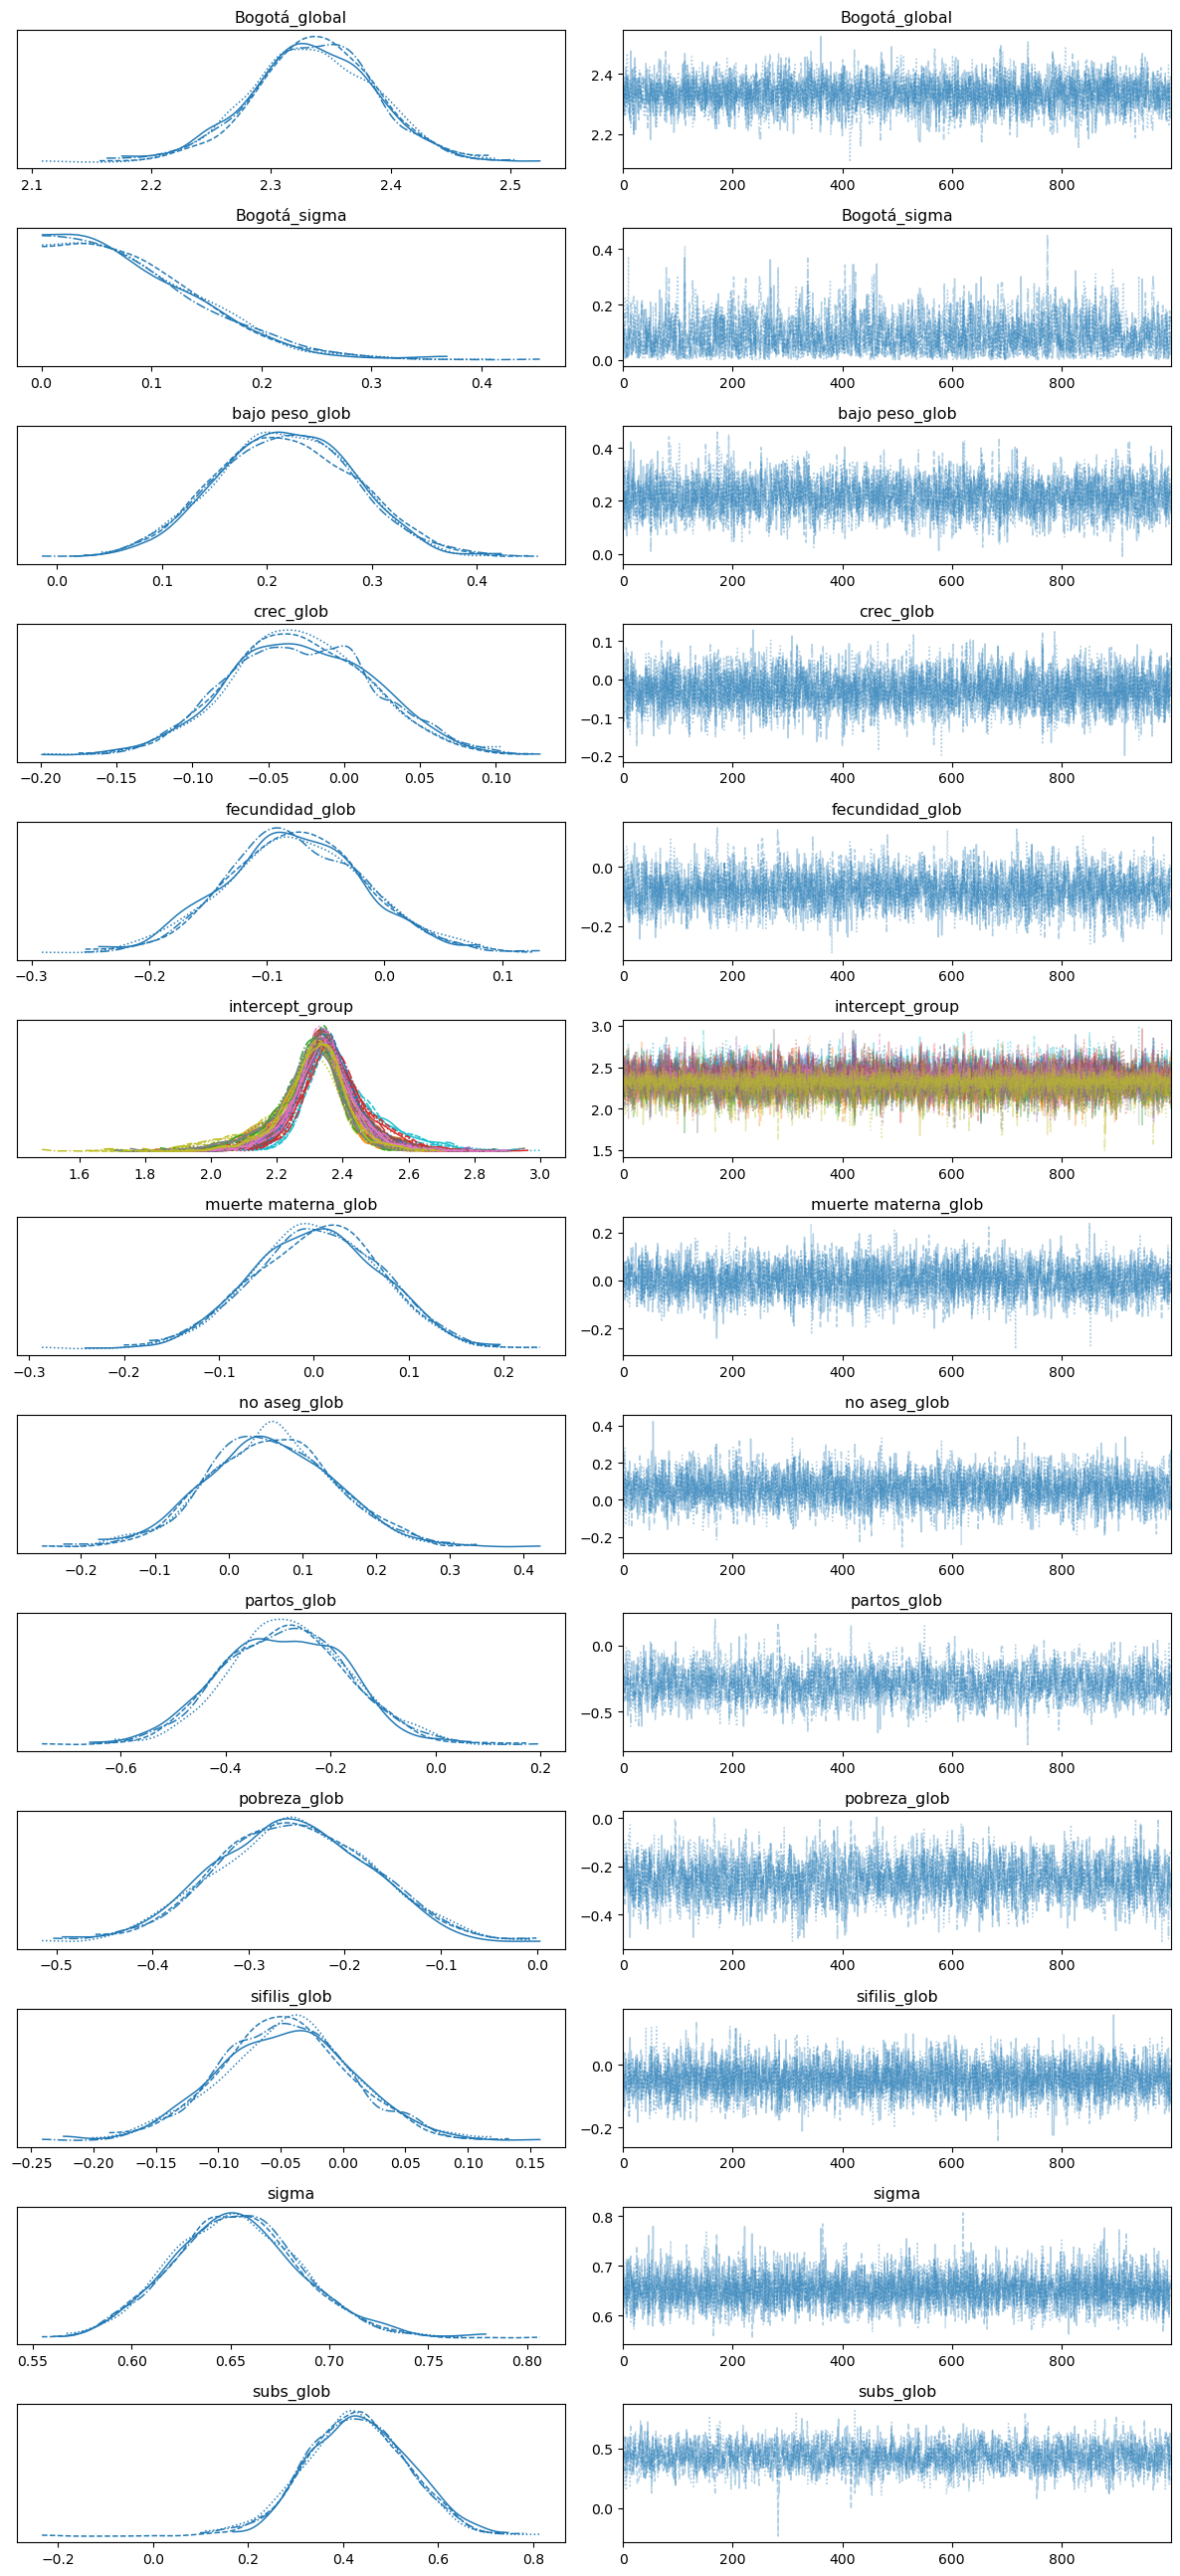 Bogotá_global Bogotá_global
2.4
2.2
2.1 2.2 2.3 2.4 2.5 0 200 400 600 800
Bogotá_sigma Bogotá_sigma
0.4
0.2
0.0
0.0 0.1 0.2 0.3 0.4 0 200 400 600 800
bajo peso_glob bajo peso_glob
0.4
0.2
0.0
0.0 0.1 0.2 0.3 0.4 0 200 400 600 800
crec_glob crec_glob
0.1
0.0
−0.1
−0.2
−0.20 −0.15 −0.10 −0.05 0.00 0.05 0.10 0 200 400 600 800
fecundidad_glob fecundidad_glob
0.0
−0.2
−0.3 −0.2 −0.1 0.0 0.1 0 200 400 600 800
intercept_group intercept_group
3.0
2.5
2.0
1.5
1.6 1.8 2.0 2.2 2.4 2.6 2.8 3.0 0 200 400 600 800
muerte materna_glob muerte materna_glob
0.2
0.0
−0.2
−0.3 −0.2 −0.1 0.0 0.1 0.2 0 200 400 600 800
no aseg_glob no aseg_glob
0.4
0.2
0.0
−0.2
−0.2 −0.1 0.0 0.1 0.2 0.3 0.4 0 200 400 600 800
partos_glob partos_glob
0.0
−0.5
−0.6 −0.4 −0.2 0.0 0.2 0 200 400 600 800
pobreza_glob pobreza_glob
0.0
−0.2
−0.4
−0.5 −0.4 −0.3 −0.2 −0.1 0.0 0 200 400 600 800
sifilis_glob sifilis_glob
0.0
−0.2
−0.25 −0.20 −0.15 −0.10 −0.05 0.00 0.05 0.10 0.15 0 200 400 600 800
sigma sigma
0.8
0.7
0.6
0.55 0.60 0.65 0.70 0.75 0.80 0 200 400 600 800
subs_glob subs_glob
0.5
0.0
−0.2 0.0 0.2 0.4 0.6 0.8 0 200 400 600 800